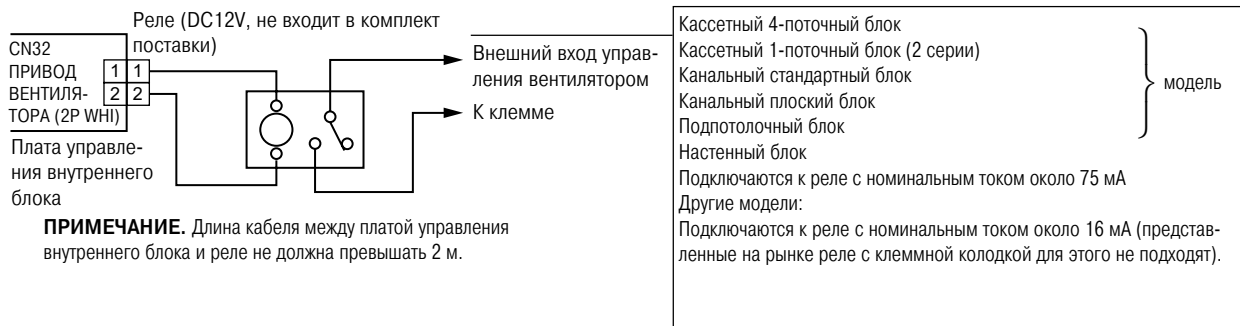 Реле (DC12V, не входит в комплект
поставки)
CN32
ПРИВОД
ВЕНТИЛЯ-
ТОРА (2P WHI)
1 1
2 2
Плата управле-
ния внутреннего
блока
Внешний вход управ-
ления вентилятором
К клемме
ПРИМЕЧАНИЕ. Длина кабеля между платой управления
внутреннего блока и реле не должна превышать 2 м.
Кассетный 4-поточный блок
Кассетный 1-поточный блок (2 серии)
Канальный стандартный блок
Канальный плоский блок
Подпотолочный блок
модель
Настенный блок
Подключаются к реле с номинальным током около 75 мА
Другие модели:
Подключаются к реле с номинальным током около 16 мА (представ-
ленные на рынке реле с клеммной колодкой для этого не подходят).